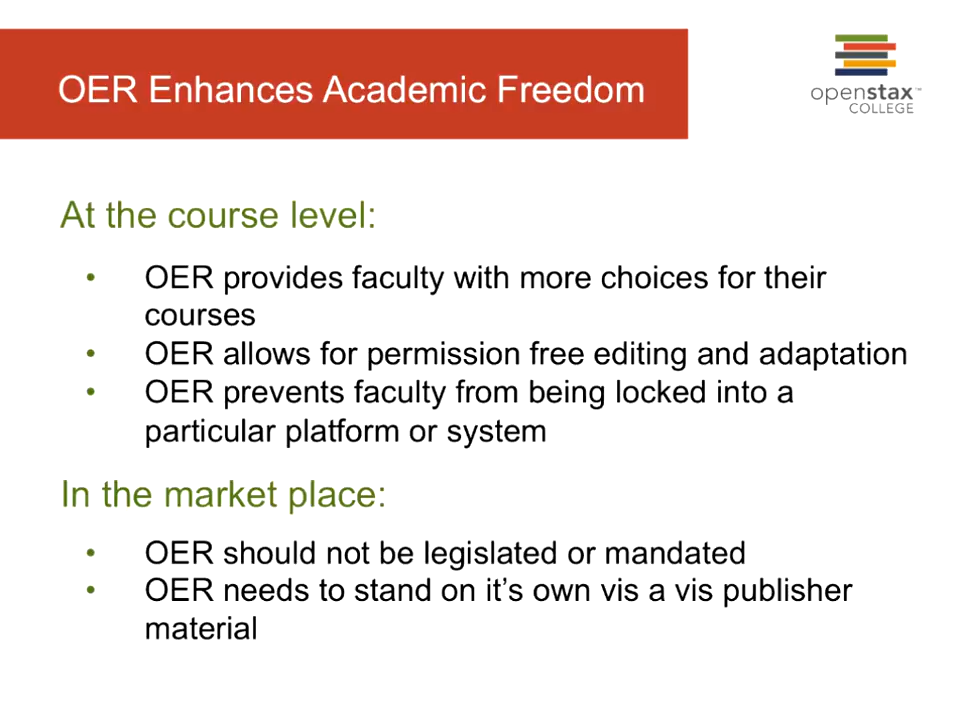 OER Enhances Academic Freedom
openstax™
COLLEGE
At the course level:
• OER provides faculty with more choices for their
courses
• OER allows for permission free editing and adaptation
• OER prevents faculty from being locked into a
particular platform or system
In the market place:
• OER should not be legislated or mandated
• OER needs to stand on it’s own vis a vis publisher
material